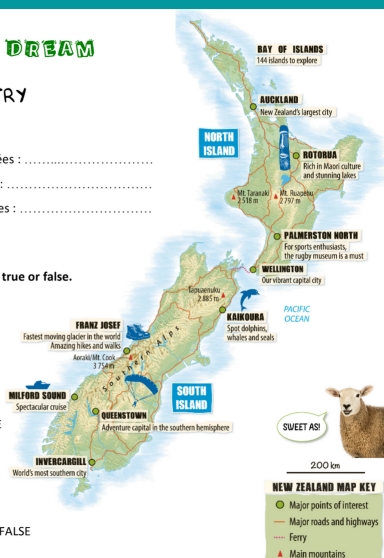 DREAM
TRY
ées : ……...…………………
: ……………………………
es : …………………………
true or false.
E
FALSE
BAY OF ISLANDS
144 islands to explore
AUCKLAND
New Zealand's largest city
NORTH
ISLAND
ROTORUA
Rich in Maori culture
and stunning lakes
Mt. Taranaki
2 518 m
Mt. Ruapehu
2 797 m
PALMERSTON NORTH
For sports enthusiasts,
the rugby museum is a must
WELLINGTON
Our vibrant capital city
Tapuaenuku
2 885 m
PACIFIC
OCEAN
KAIKOURA
Spot dolphins,
whales and seals
FRANZ JOSEF
Fastest moving glacier in the world
Amazing hikes and walks
Aoraki/Mt. Cook
3 754 m
Southern Alps
MILFORD SOUND
Spectacular cruise
SOUTH
ISLAND
QUEENSTOWN
Adventure capital in the southern hemisphere
INVERCARGILL
World's most southern city
SWEET AS!
200 km
NEW ZEALAND MAP KEY
Major points of interest
Major roads and highways
Ferry
Main mountains